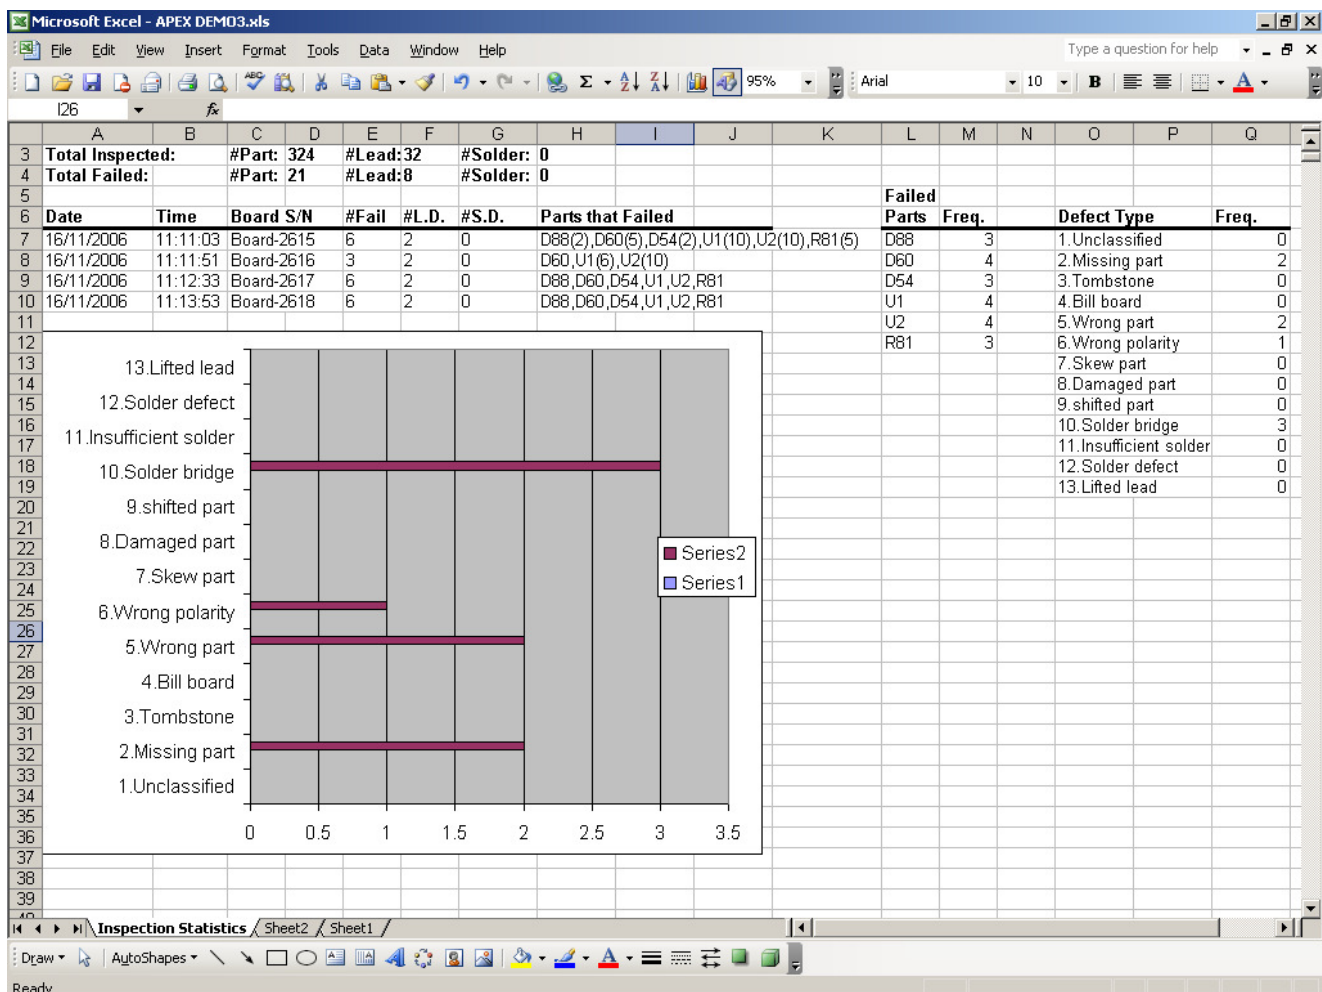 Microsoft Excel - APEX DEMO3.xls
File Edit View Insert Format Tools Data Window Help Type a question for help
95% Arial 10 B A
I26 fx
A B C D E F G H I J K L M N O P Q
3 Total Inspected: #Part: 324 #Lead: 32 #Solder: 0
4 Total Failed: #Part: 21 #Lead: 8 #Solder: 0
5 Failed
6 Date Time Board S/N #Fail #L.D. #S.D. Parts that Failed Parts Freq. Defect Type Freq.
7 16/11/2006 11:11:03 Board-2615 6 2 0 D88(2),D60(5),D54(2),U1(10),U2(10),R81(5) D88 3 1.Unclassified 0
8 16/11/2006 11:11:51 Board-2616 3 2 0 D60,U1(6),U2(10) D60 4 2.Missing part 2
9 16/11/2006 11:12:33 Board-2617 6 2 0 D88,D60,D54,U1,U2,R81 D54 3 3.Tombstone 0
10 16/11/2006 11:13:53 Board-2618 6 2 0 D88,D60,D54,U1,U2,R81 U1 4 4.Bill board 0
11 U2 4 5.Wrong part 2
12 R81 3 6.Wrong polarity 1
13 7.Skew part 0
14 8.Damaged part 0
15 9.shifted part 0
16 10.Solder bridge 3
17 11.Insufficient solder 0
18 12.Solder defect 0
19 13.Lifted lead 0
20
21
22
23
24
25
26
27
28
29
30
31
32
33
34
35
36
37
38
39
13.Lifted lead
12.Solder defect
11.Insufficient solder
10.Solder bridge
9.shifted part
8.Damaged part
7.Skew part
6.Wrong polarity
5.Wrong part
4.Bill board
3.Tombstone
2.Missing part
1.Unclassified
0 0.5 1 1.5 2 2.5 3 3.5
Series2
Series1
Inspection Statistics Sheet2 Sheet1
Draw AutoShapes A A
Ready